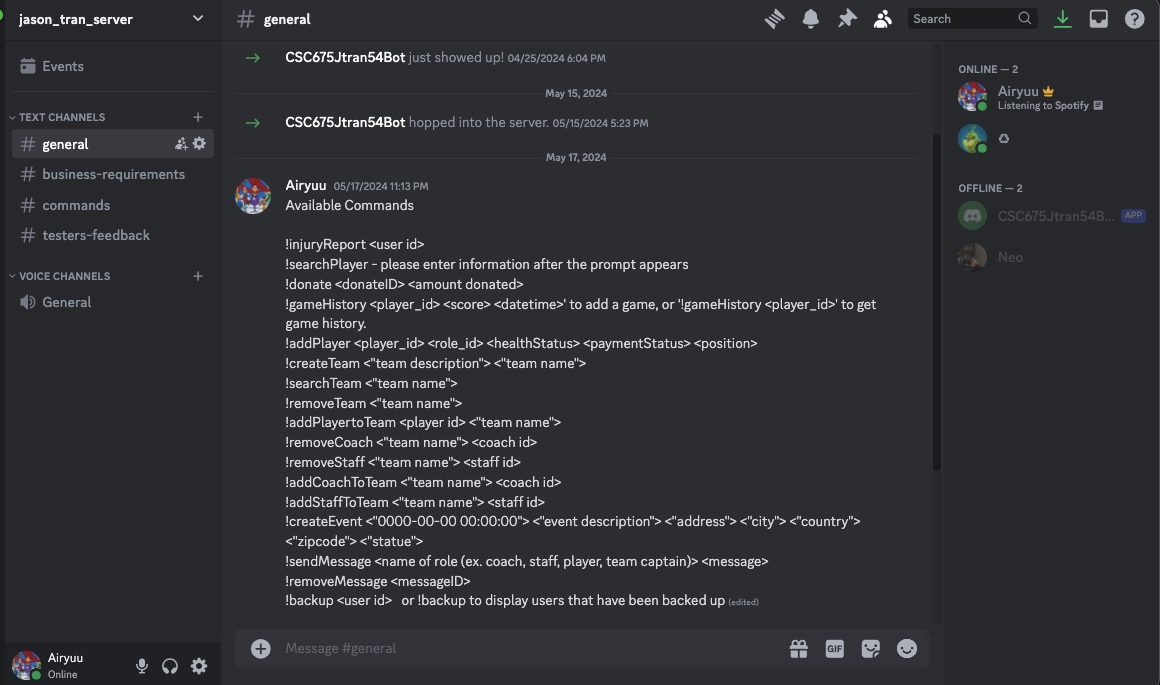 jason_tran_server
Events
TEXT CHANNELS
general
business-requirements
commands
testers-feedback
VOICE CHANNELS
General
Airyuu
Online
# general
Search
CSC675Jtran54Bot just showed up! 04/25/2024 6:04 PM
May 15, 2024
CSC675Jtran54Bot hopped into the server. 05/15/2024 5:23 PM
May 17, 2024
Airyuu 05/17/2024 11:13 PM
Available Commands
!injuryReport <user id>
!searchPlayer - please enter information after the prompt appears
!donate <donateID> <amount donated>
!gameHistory <player_id> <score> <datetime>' to add a game, or '!gameHistory <player_id>' to get
game history.
!addPlayer <player_id> <role_id> <healthStatus> <paymentStatus> <position>
!createTeam <"team description"> <"team name">
!searchTeam <"team name">
!removeTeam <"team name">
!addPlayertoTeam <player id> <"team name">
!removeCoach <"team name"> <coach id>
!removeStaff <"team name"> <staff id>
!addCoachToTeam <"team name"> <coach id>
!addStaffToTeam <"team name"> <staff id>
!createEvent <"0000-00-00 00:00:00"> <"event description"> <"address"> <"city"> <"country">
<"zipcode"> <"statue">
!sendMessage <name of role (ex. coach, staff, player, team captain)> <message>
!removeMessage <messageID>
!backup <user id> or !backup to display users that have been backed up (edited)
Message #general
GIF
ONLINE — 2
Airyuu
Listening to Spotify
OFFLINE — 2
CSC675Jtran54B... APP
Neo